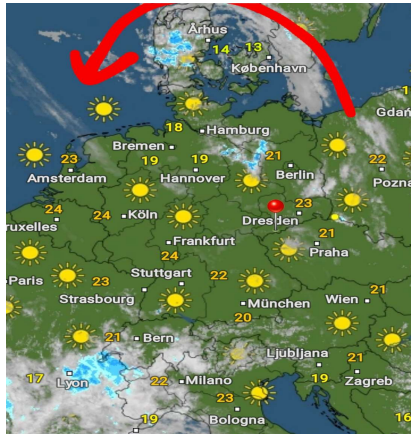 Århus
14 13
København
Gdań
18
Hamburg
Bremen
23 19 19 21 22
Amsterdam Hannover Berlin Pozna
24 24 23
ruxelles Köln Dresden
Frankfurt 21
24 Praha
Paris 23 Stuttgart 22 21
Strasbourg München Wien
20
21 Bern
Ljubljana 21
17 22 19
Lyon Milano Zagreb
23
19 Bologna 16